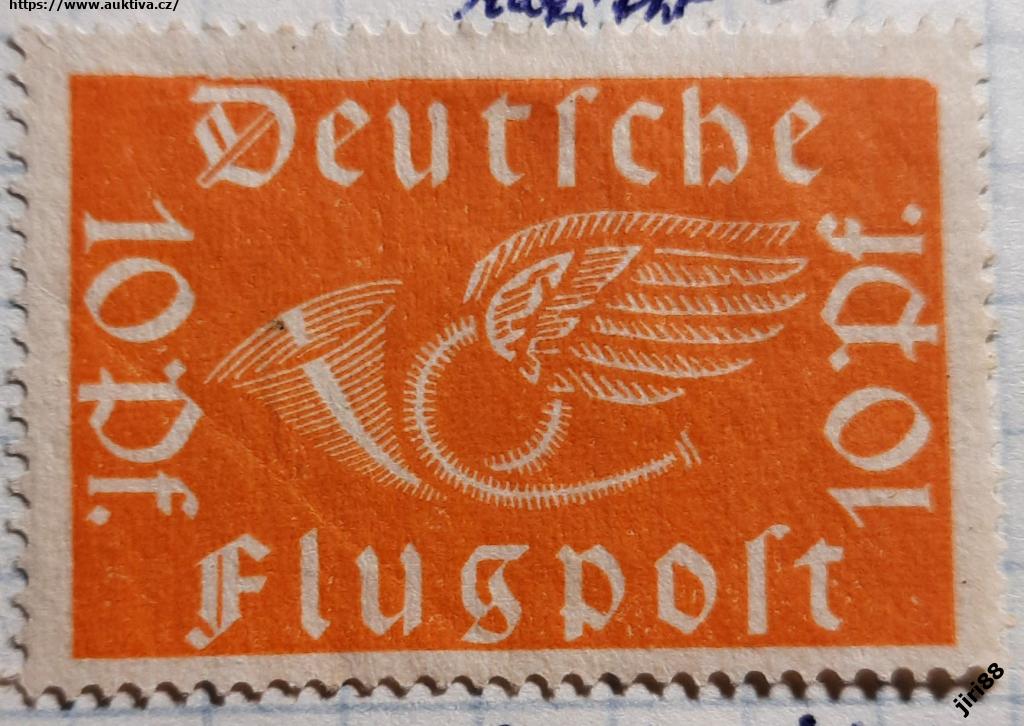 https://www.auktiva.cz/
Deutſche
10 Pf.
10 Pf.
Flugpoſt
jiri88